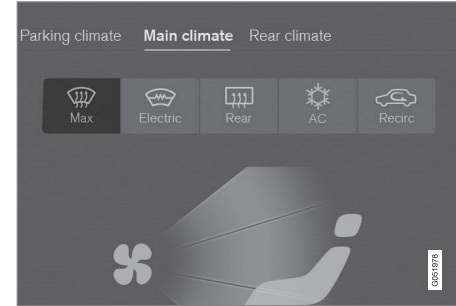 Parking climate Main climate Rear climate
Max Electric Rear AC Recirc
G051978